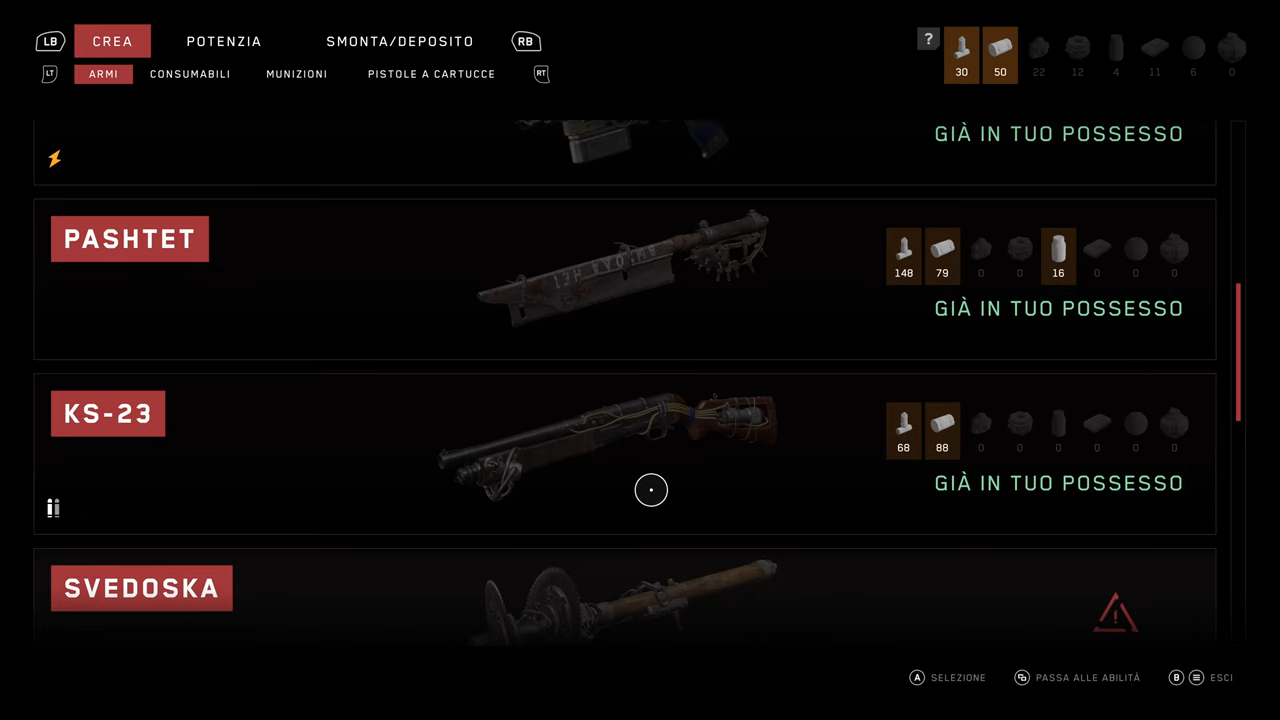 LB CREA POTENZIA SMONTA/DEPOSITO RB
LT ARMI CONSUMABILI MUNIZIONI PISTOLE A CARTUCCE RT
?
30 50 22 12 4 11 6 0
GIÀ IN TUO POSSESSO
PASHTET
148 79 0 0 16 0 0 0
GIÀ IN TUO POSSESSO
KS-23
68 88 0 0 0 0 0 0
GIÀ IN TUO POSSESSO
SVEDOSKA
A SELEZIONE PASSA ALLE ABILITÀ B ESCI